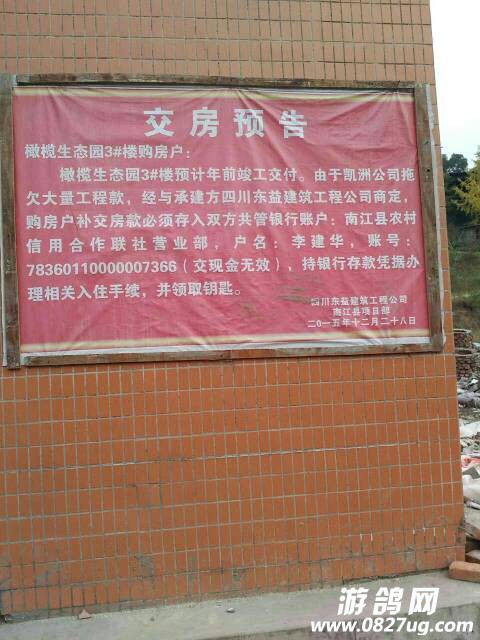 交房预告
橄榄生态园3#楼购房户：
橄榄生态园3#楼预计年前竣工交付。由于凯洲公司拖
欠大量工程款，经与承建方四川东益建筑工程公司商定，
购房户补交房款必须存入双方共管银行账户：南江县农村
信用合作联社营业部，户名：李建华，账号：
78360110000007366（交现金无效），持银行存款凭据办
理相关入住手续，并领取钥匙。
四川东益建筑工程公司
南江县项目部
二0一五年十二月二十八日
游鸽网
www.0827ug.com